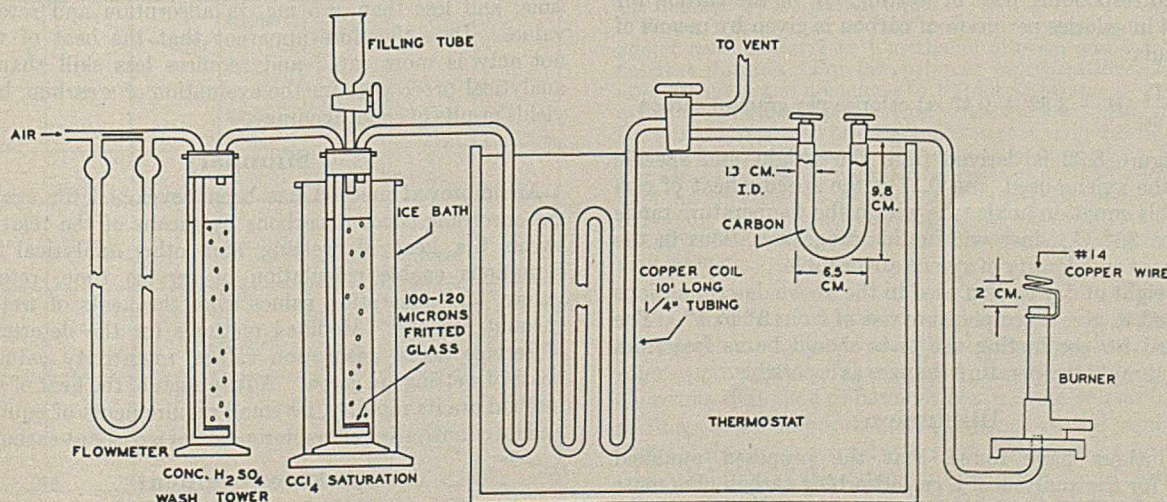 FILLING TUBE
TO VENT
AIR
1.3 CM.
I.D.
9.8
CM.
ICE BATH
CARBON
#14
COPPER WIRE
6.5
CM.
2 CM.
COPPER COIL
10' LONG
1/4" TUBING
100-120
MICRONS
FRITTED
GLASS
BURNER
THERMOSTAT
FLOWMETER
CONC. H₂SO₄
WASH TOWER
CCl₄ SATURATION